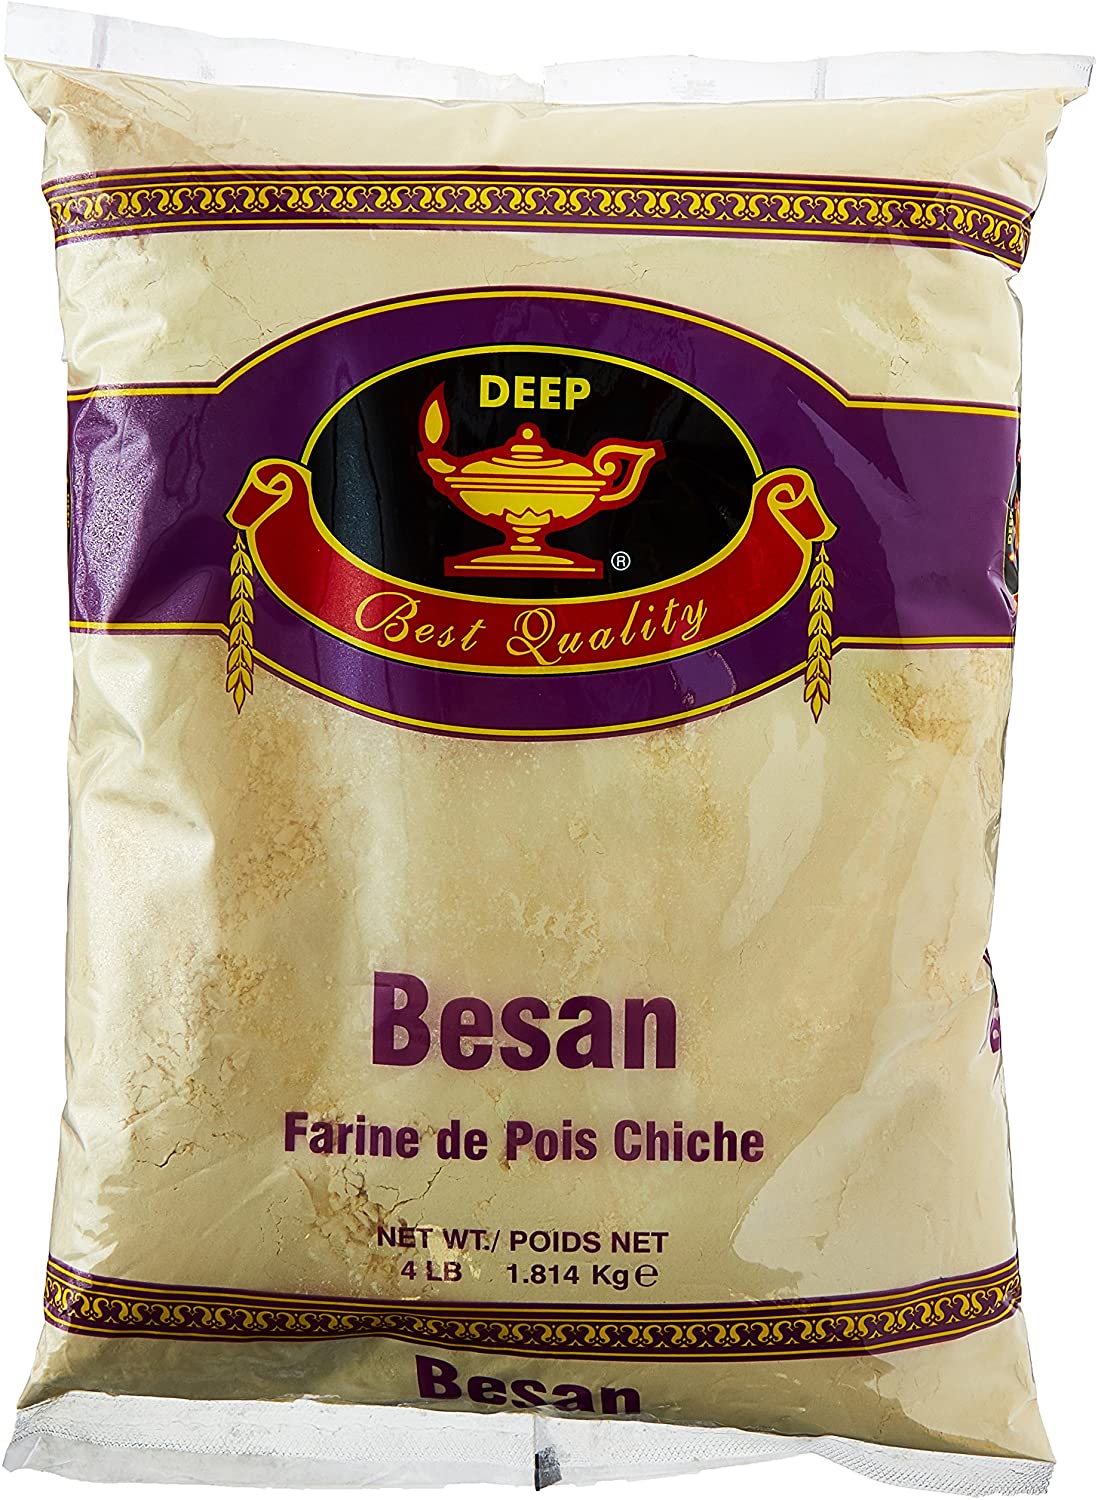 DEEP
®
Best Quality
Besan
Farine de Pois Chiche
NET WT./ POIDS NET
4 LB 1.814 Kg ℮
Besan